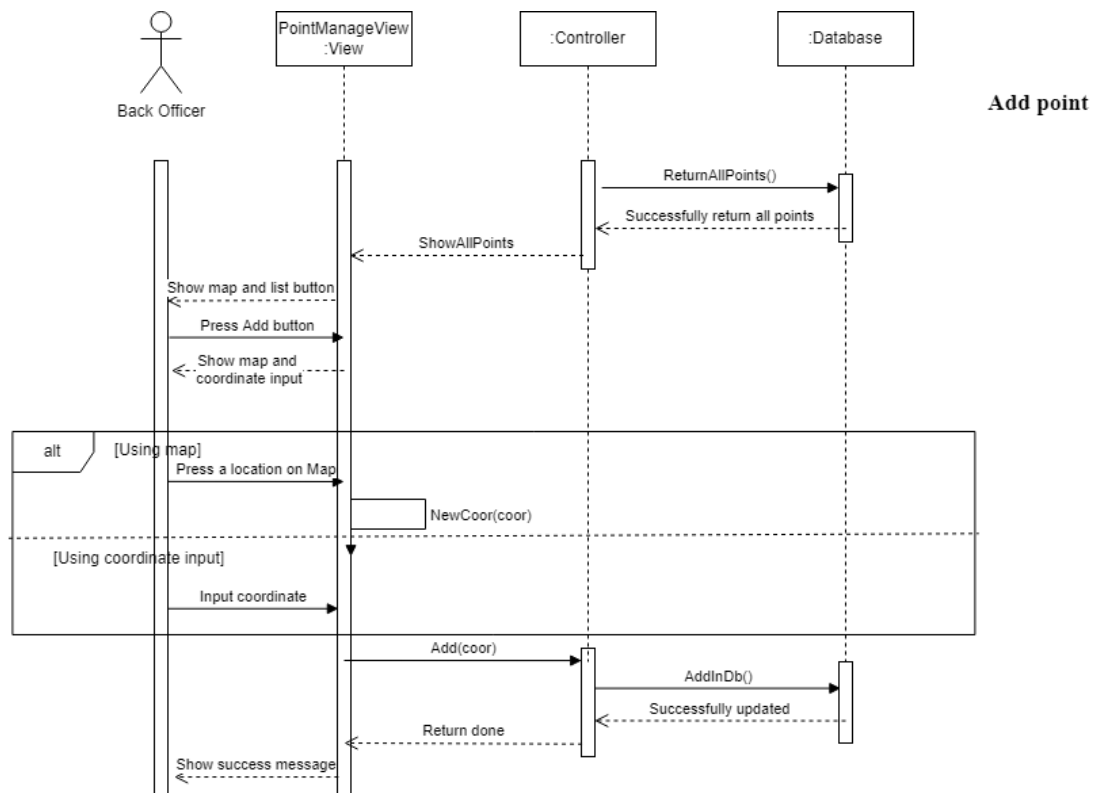 PointManageView
:View
:Controller
:Database
Back Officer
Add point
ReturnAllPoints()
Successfully return all points
ShowAllPoints
Show map and list button
Press Add button
Show map and
coordinate input
alt
[Using map]
Press a location on Map
NewCoor(coor)
[Using coordinate input]
Input coordinate
Add(coor)
AddInDb()
Successfully updated
Return done
Show success message